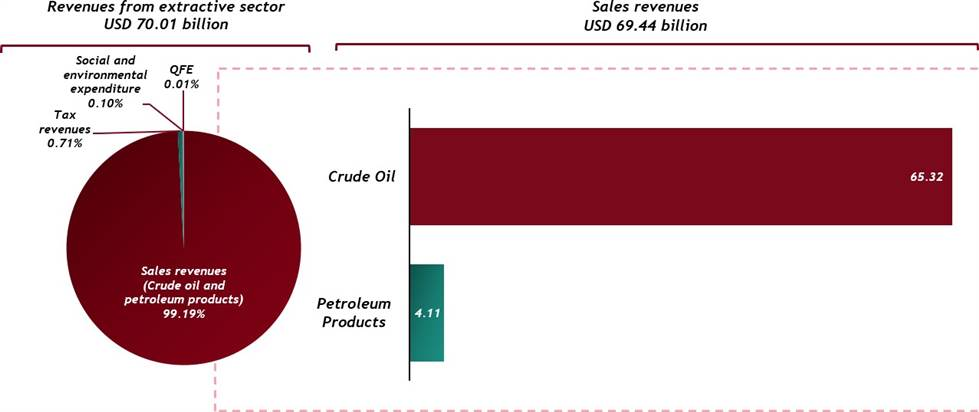 Revenues from extractive sector
USD 70.01 billion
Sales revenues
USD 69.44 billion
Social and
environmental
expenditure
0.10%
QFE
0.01%
Tax
revenues
0.71%
Sales revenues
(Crude oil and
petroleum products)
99.19%
Crude Oil
65.32
Petroleum
Products
4.11